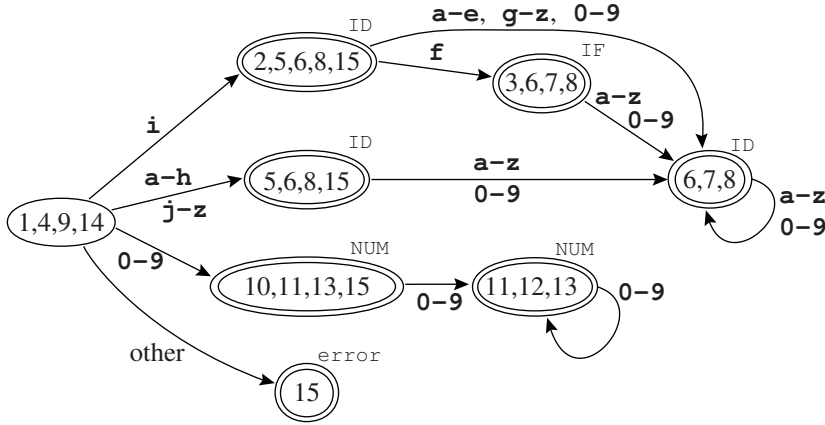 ID
a–e, g–z, 0–9
2,5,6,8,15
f
IF
3,6,7,8
a–z
0–9
i
ID
ID
a–h
j–z
5,6,8,15
a–z
0–9
6,7,8
a–z
0–9
1,4,9,14
0–9
NUM
NUM
10,11,13,15
0–9
11,12,13
0–9
other
error
15